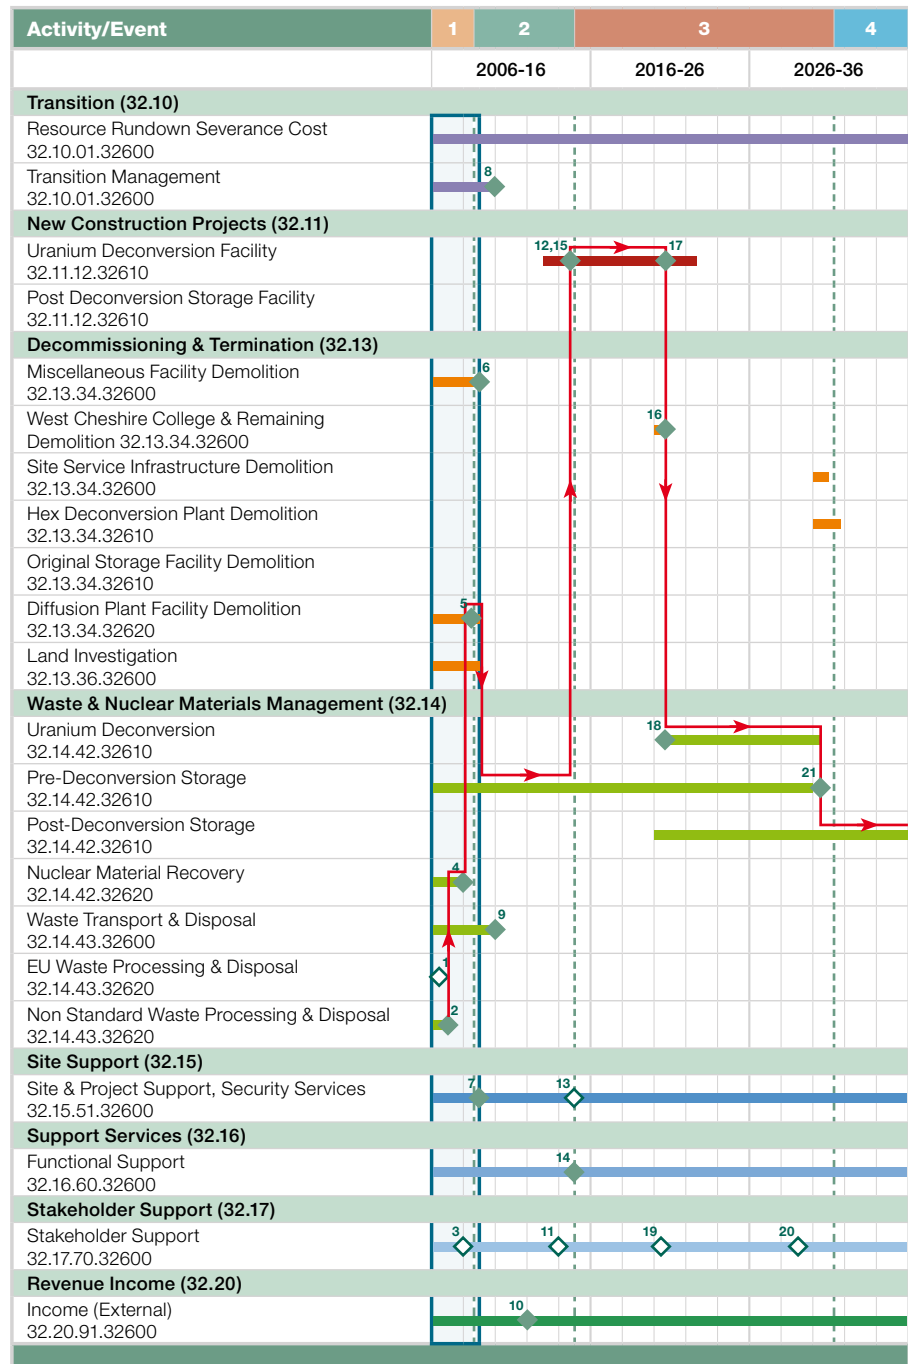 Activity/Event 1 2 3 4
2006-16 2016-26 2026-36
Transition (32.10)
Resource Rundown Severance Cost
32.10.01.32600
Transition Management
32.10.01.32600
8
New Construction Projects (32.11)
Uranium Deconversion Facility
32.11.12.32610
12,15 17
Post Deconversion Storage Facility
32.11.12.32610
Decommissioning & Termination (32.13)
Miscellaneous Facility Demolition
32.13.34.32600
6
West Cheshire College & Remaining
Demolition 32.13.34.32600
16
Site Service Infrastructure Demolition
32.13.34.32600
Hex Deconversion Plant Demolition
32.13.34.32610
Original Storage Facility Demolition
32.13.34.32610
Diffusion Plant Facility Demolition
32.13.34.32620
5
Land Investigation
32.13.36.32600
Waste & Nuclear Materials Management (32.14)
Uranium Deconversion
32.14.42.32610
18
Pre-Deconversion Storage
32.14.42.32610
21
Post-Deconversion Storage
32.14.42.32610
Nuclear Material Recovery
32.14.42.32620
4
Waste Transport & Disposal
32.14.43.32600
9
EU Waste Processing & Disposal
32.14.43.32620
1
Non Standard Waste Processing & Disposal
32.14.43.32620
2
Site Support (32.15)
Site & Project Support, Security Services
32.15.51.32600
7 13
Support Services (32.16)
Functional Support
32.16.60.32600
14
Stakeholder Support (32.17)
Stakeholder Support
32.17.70.32600
3 11 19 20
Revenue Income (32.20)
Income (External)
32.20.91.32600
10